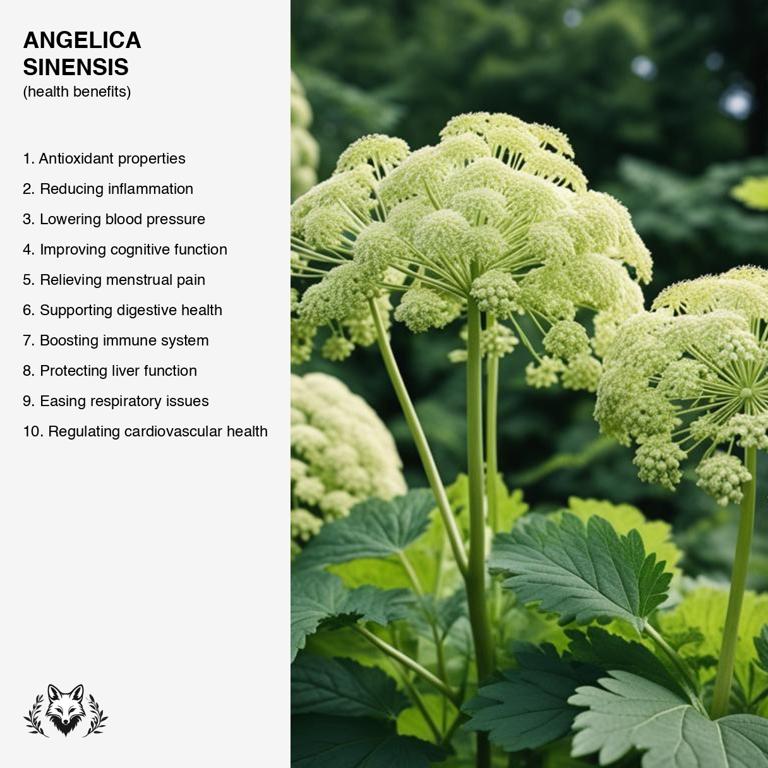 ANGELICA
SINENSIS
(health benefits)
1. Antioxidant properties
2. Reducing inflammation
3. Lowering blood pressure
4. Improving cognitive function
5. Relieving menstrual pain
6. Supporting digestive health
7. Boosting immune system
8. Protecting liver function
9. Easing respiratory issues
10. Regulating cardiovascular health